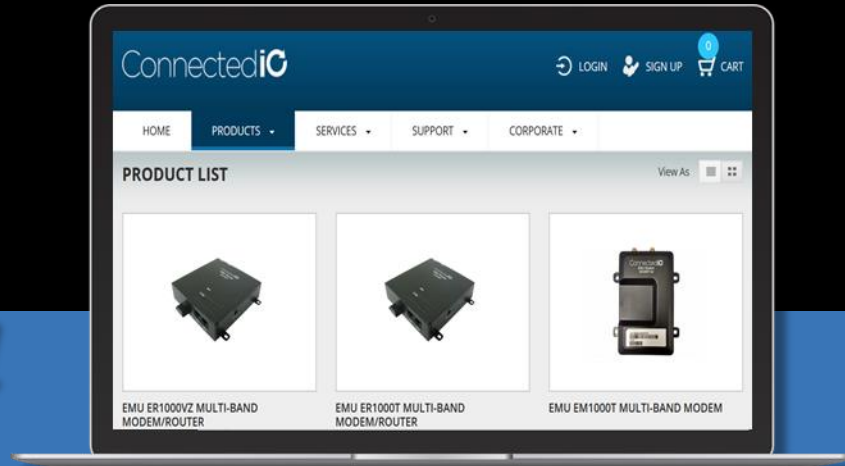 ConnectediO
LOGIN
SIGN UP
0
CART
HOME
PRODUCTS
SERVICES
SUPPORT
CORPORATE
PRODUCT LIST
View As
EMU ER1000VZ MULTI-BAND
MODEM/ROUTER
EMU ER1000T MULTI-BAND
MODEM/ROUTER
EMU EM1000T MULTI-BAND MODEM